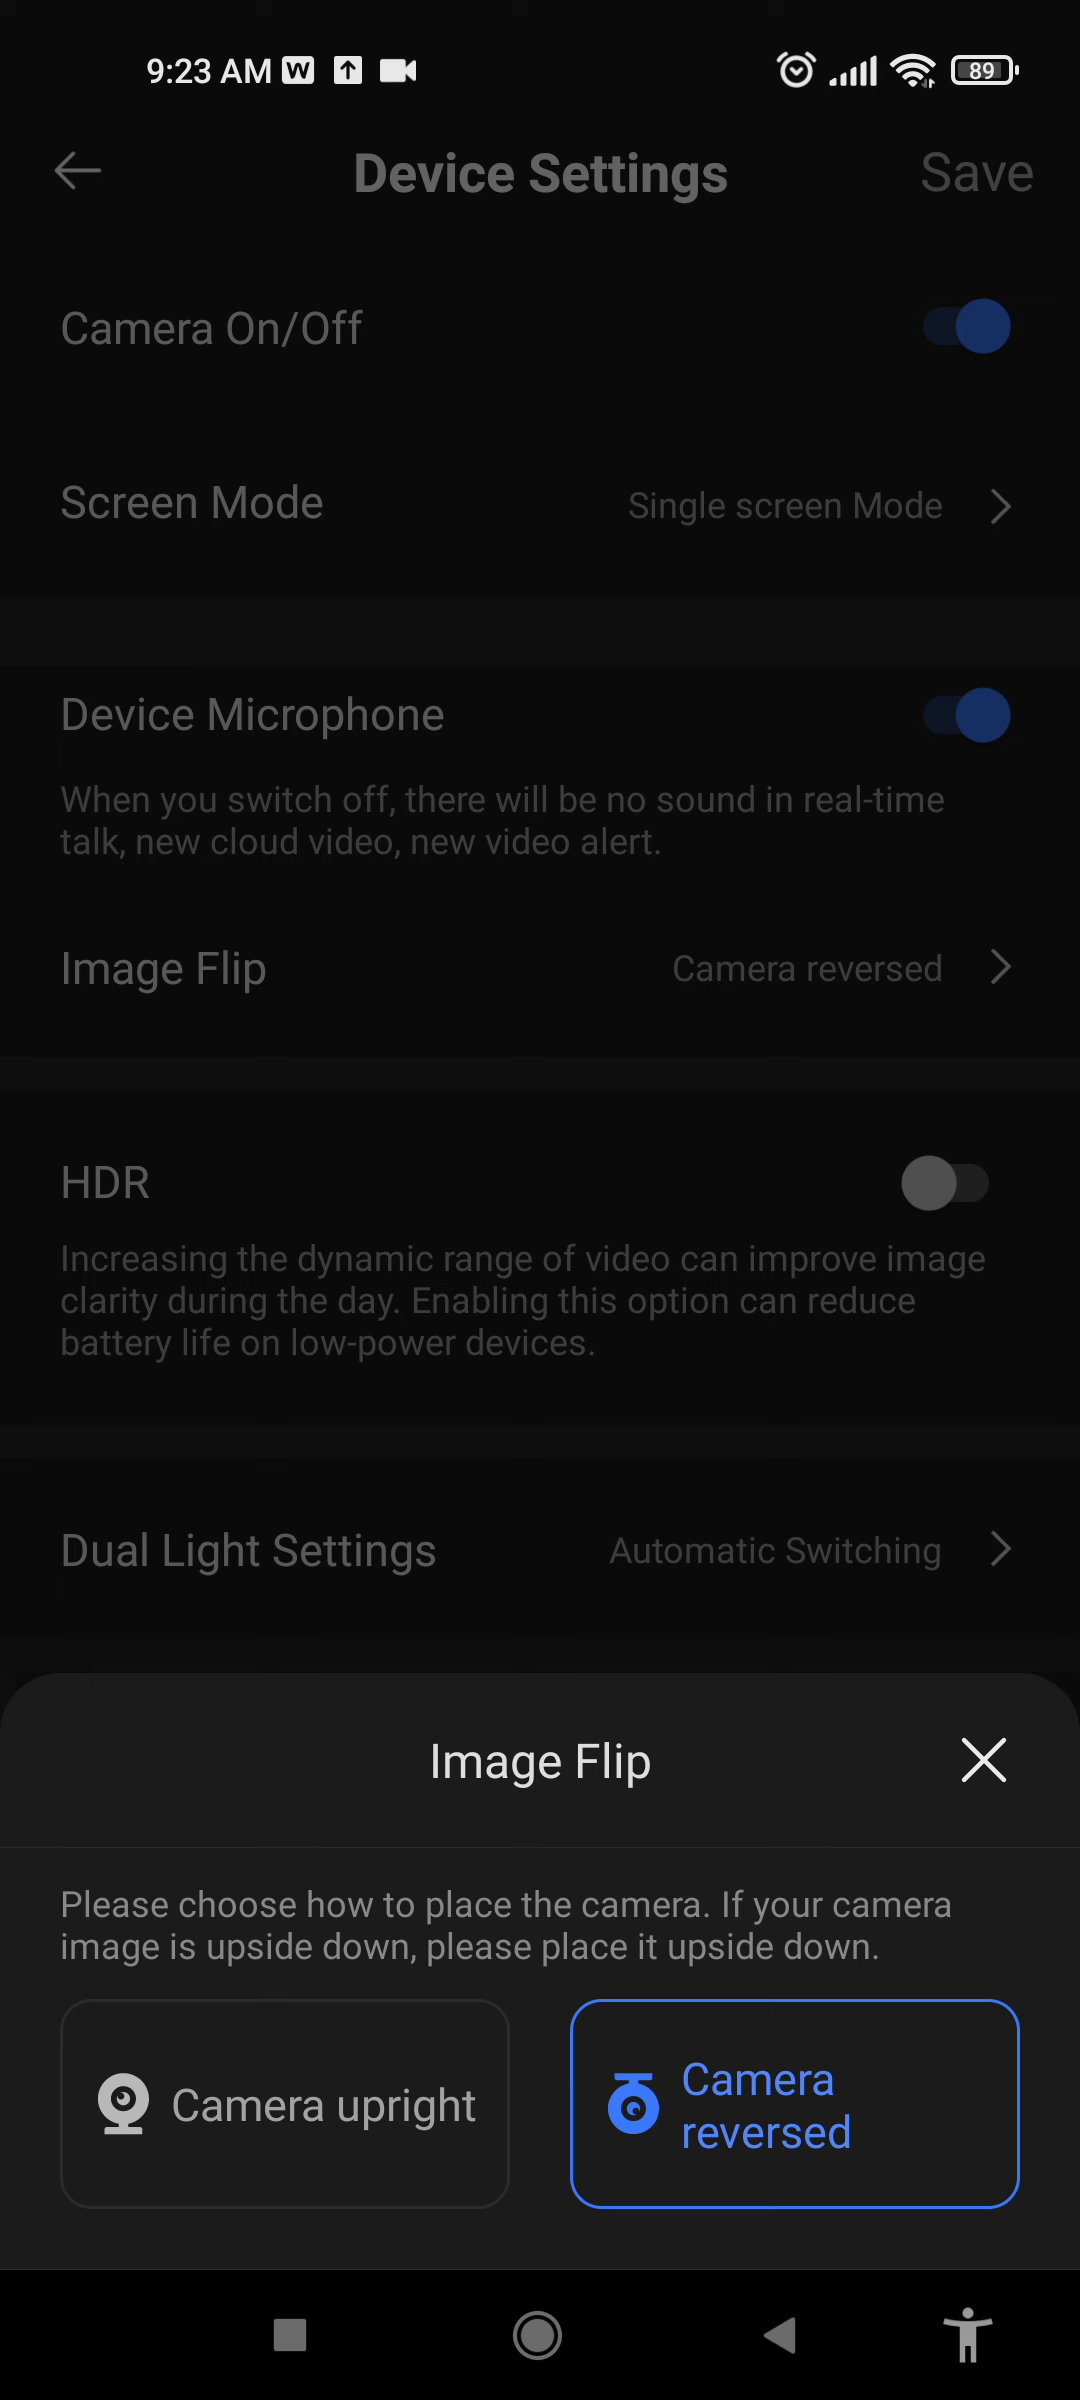 9:23 AM W 89
Device Settings Save
Camera On/Off
Screen Mode Single screen Mode
Device Microphone
When you switch off, there will be no sound in real-time
talk, new cloud video, new video alert.
Image Flip Camera reversed
HDR
Increasing the dynamic range of video can improve image
clarity during the day. Enabling this option can reduce
battery life on low-power devices.
Dual Light Settings Automatic Switching
Image Flip
Please choose how to place the camera. If your camera
image is upside down, please place it upside down.
Camera upright
Camera
reversed